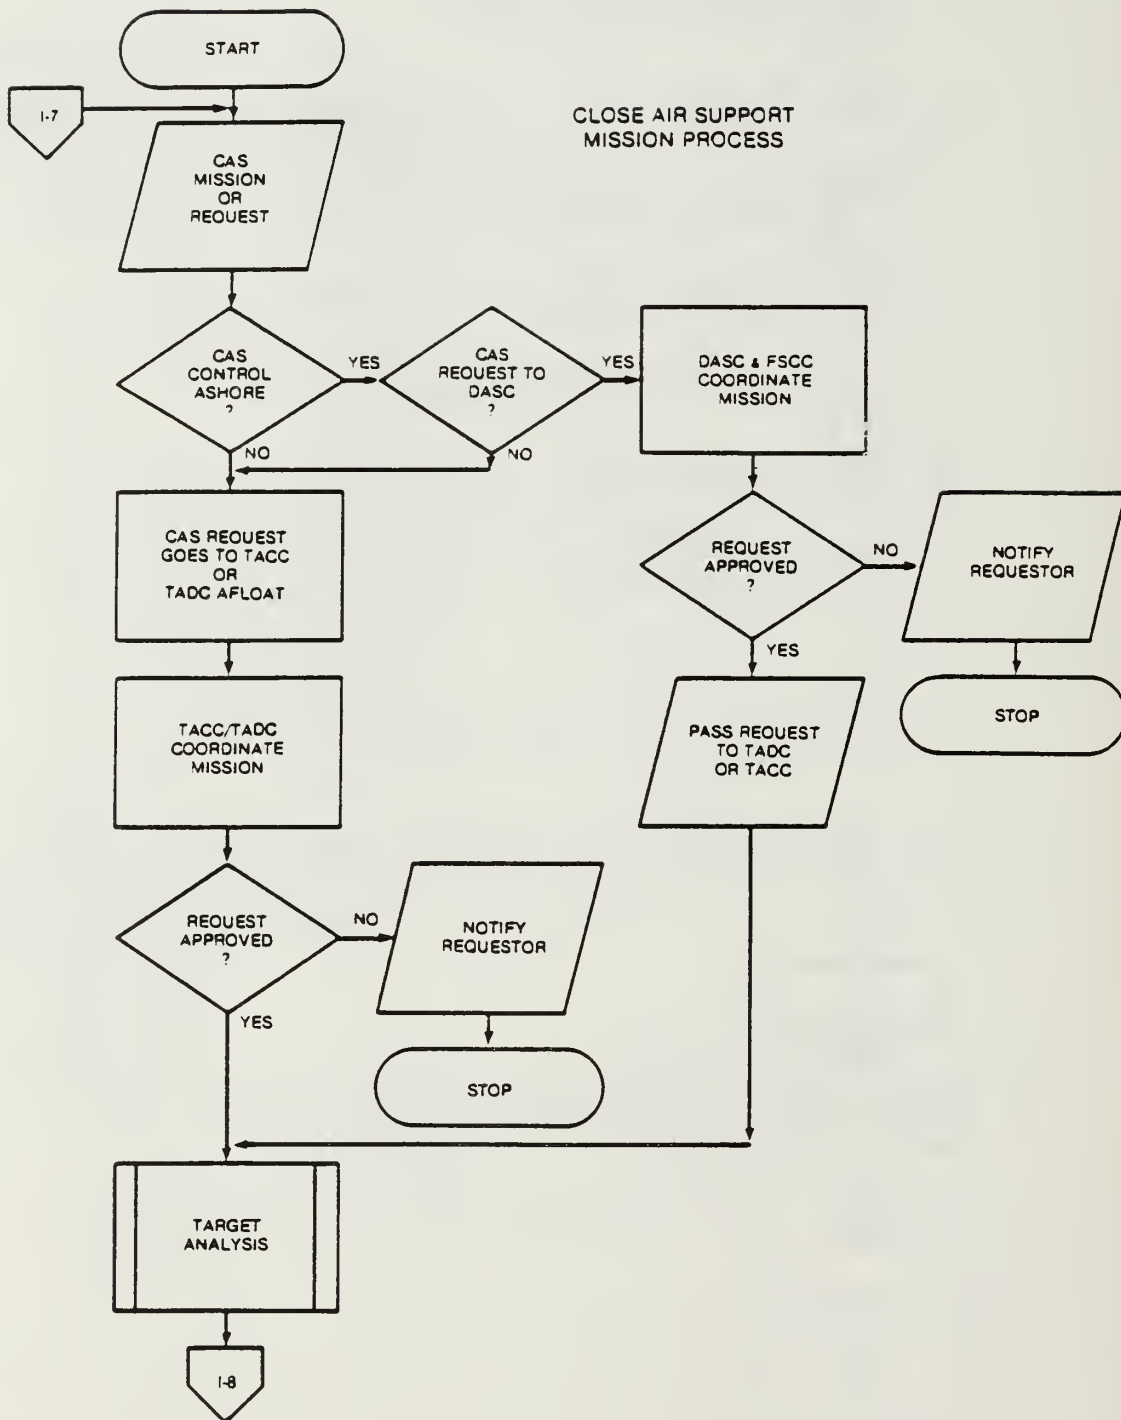 START
I-7
CLOSE AIR SUPPORT
MISSION PROCESS
CAS
MISSION
OR
REQUEST
CAS
CONTROL
ASHORE
?
YES
CAS
REQUEST TO
DASC
?
YES
DASC & FSCC
COORDINATE
MISSION
NO
NO
CAS REQUEST
GOES TO TACC
OR
TADC AFLOAT
REQUEST
APPROVED
?
NO
NOTIFY
REQUESTOR
YES
TACC/TADC
COORDINATE
MISSION
PASS REQUEST
TO TADC
OR TACC
STOP
REQUEST
APPROVED
?
NO
NOTIFY
REQUESTOR
YES
STOP
TARGET
ANALYSIS
I-8